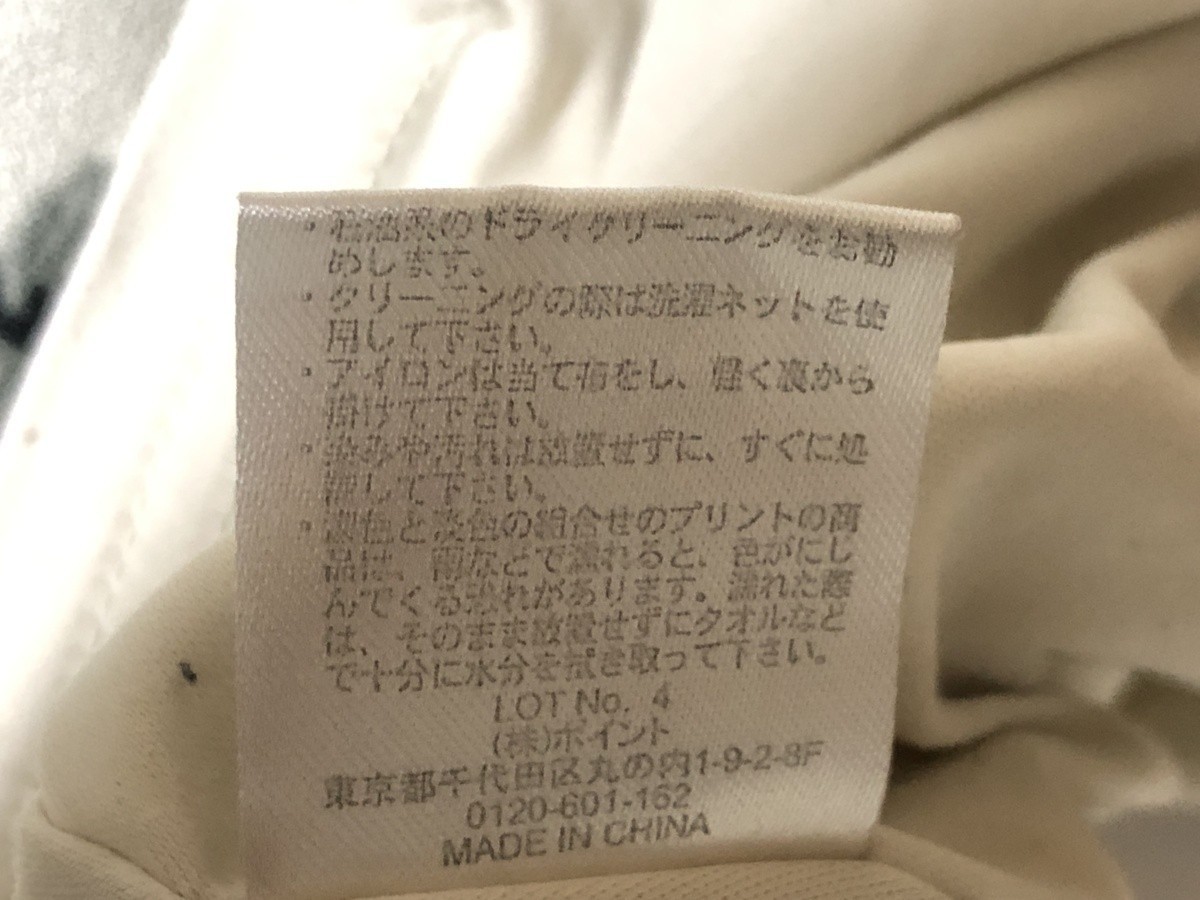 ・石油系のドライクリーニングをお勧
めします。
・クリーニングの際は洗濯ネットを使
用して下さい。
・アイロンは当て布をし、軽く裏から
掛けて下さい。
・染みや汚れは放置せずに、すぐに処
理して下さい。
・濃色と淡色の組合せのプリントの商
品は、雨などで濡れると、色がにじ
んでくる恐れがあります。濡れた際
は、そのまま放置せずにタオルなど
で十分に水分を拭き取って下さい。
LOT No. 4
(株)ポイント
東京都千代田区丸の内1-9-2-8F
0120-601-162
MADE IN CHINA